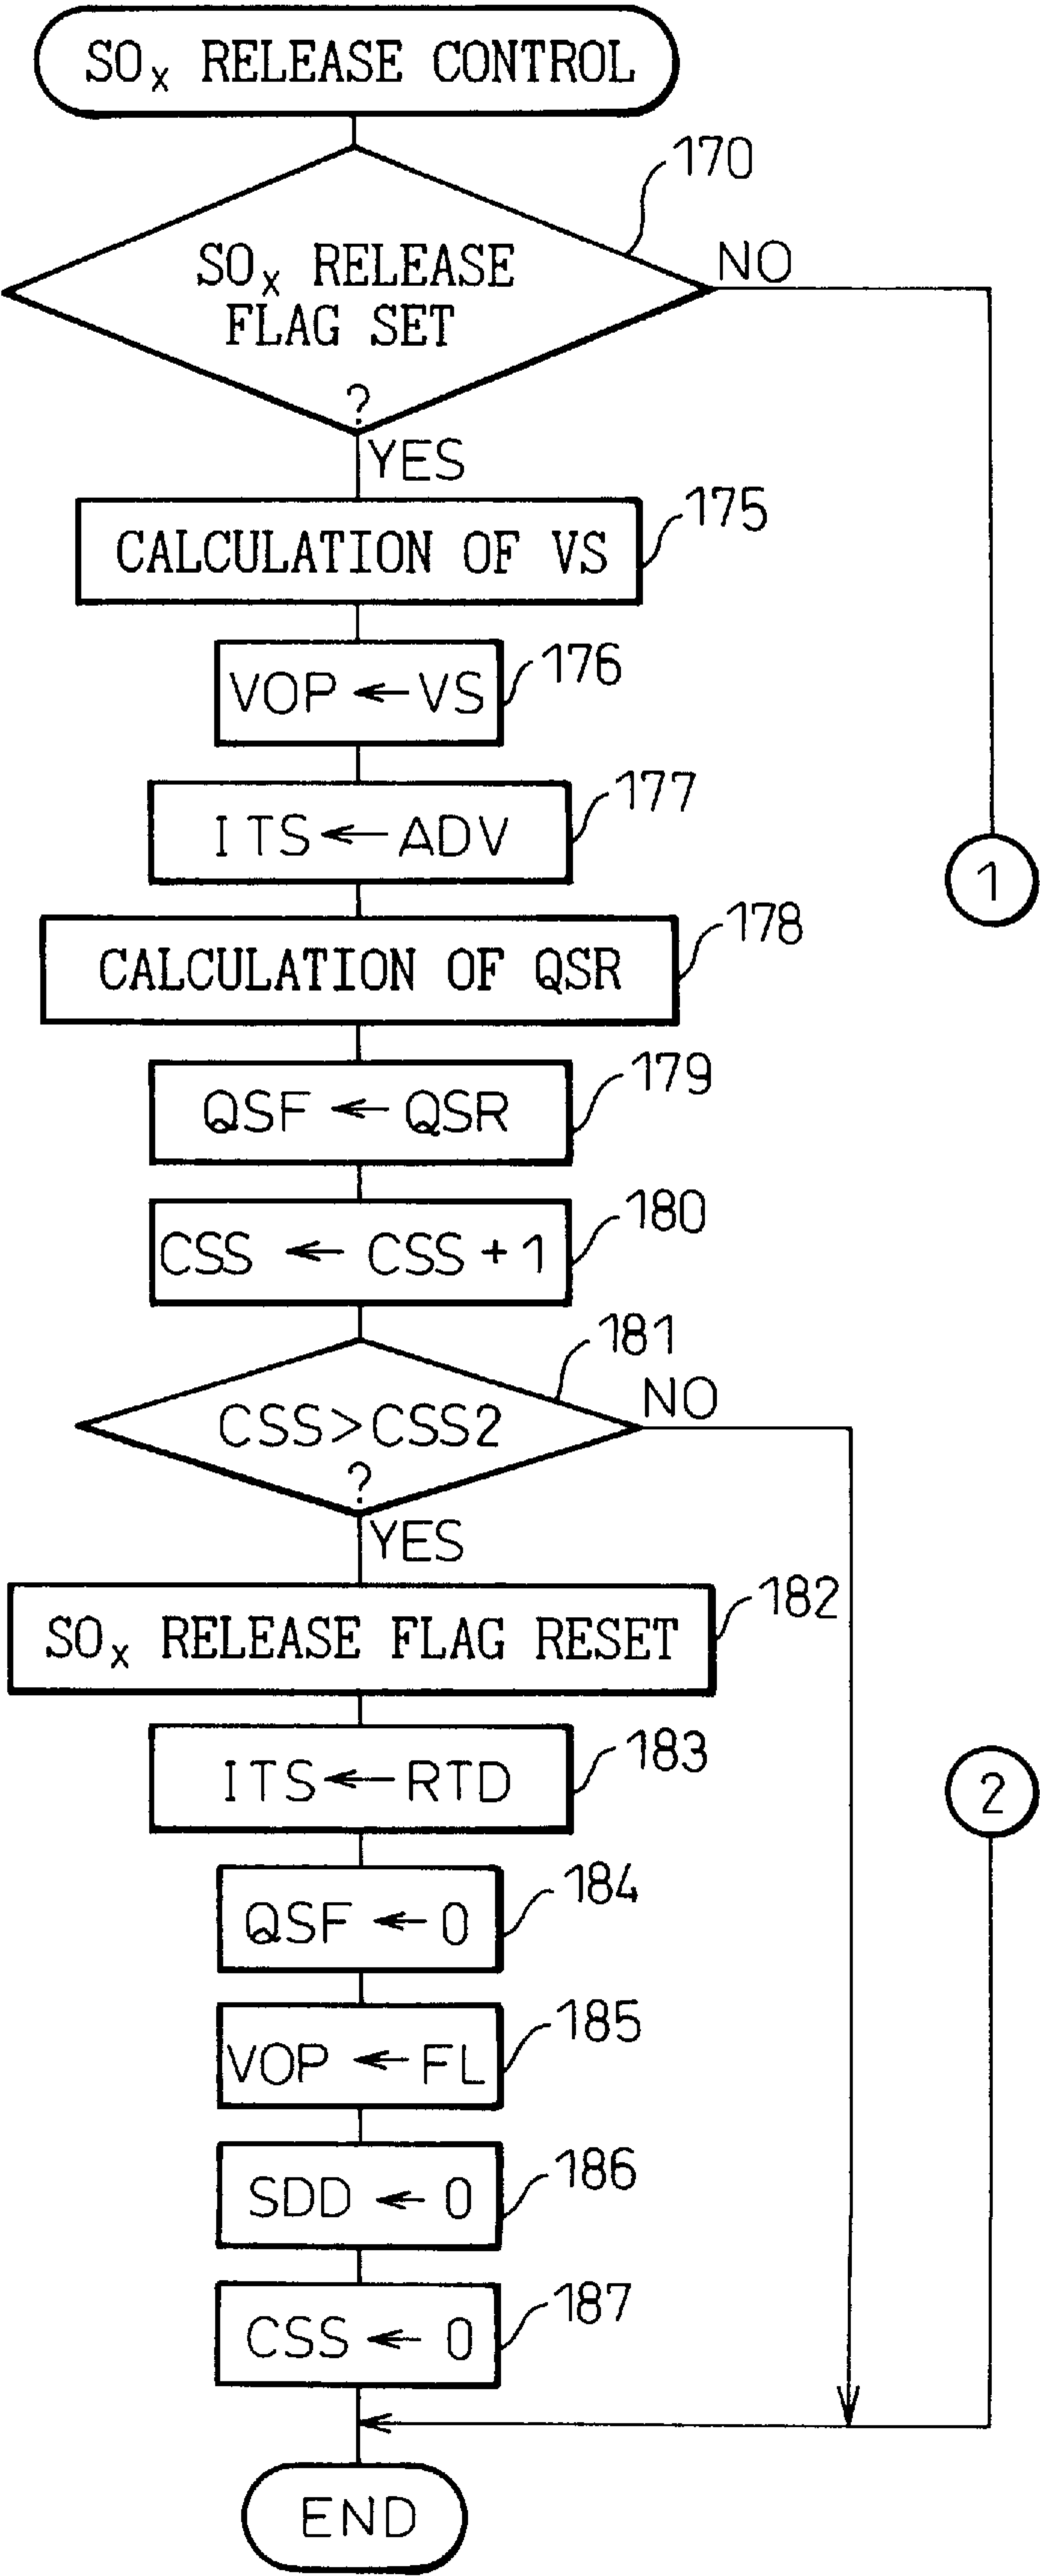 SOx RELEASE CONTROL
170
SOx RELEASE
FLAG SET
?
NO
YES
175
CALCULATION OF VS
176
VOP ← VS
177
ITS ← ADV
1
178
CALCULATION OF QSR
179
QSF ← QSR
180
CSS ← CSS + 1
181
CSS > CSS2
?
NO
YES
182
SOx RELEASE FLAG RESET
183
ITS ← RTD
2
184
QSF ← 0
185
VOP ← FL
186
SDD ← 0
187
CSS ← 0
END